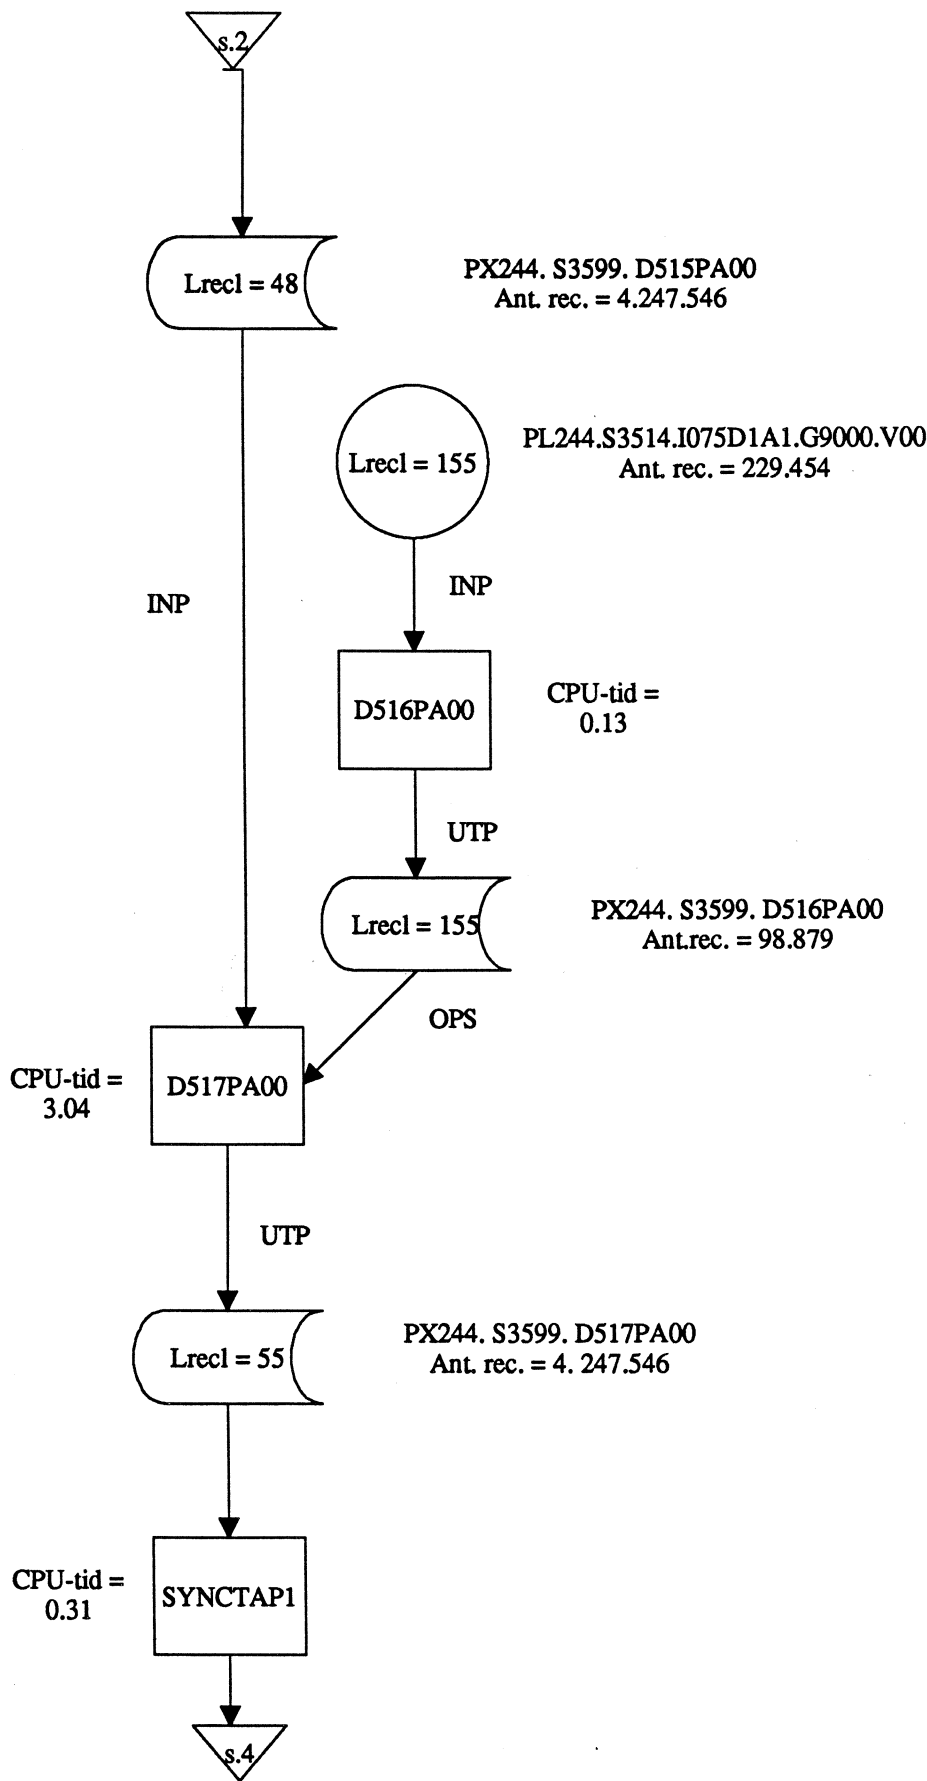 s.2
Lrecl = 48
PX244. S3599. D515PA00
Ant. rec. = 4.247.546
Lrecl = 155
PL244.S3514.I075D1A1.G9000.V00
Ant. rec. = 229.454
INP
INP
D516PA00
CPU-tid =
0.13
UTP
Lrecl = 155
PX244. S3599. D516PA00
Ant.rec. = 98.879
OPS
CPU-tid =
3.04
D517PA00
UTP
Lrecl = 55
PX244. S3599. D517PA00
Ant. rec. = 4. 247.546
CPU-tid =
0.31
SYNCTAP1
s.4